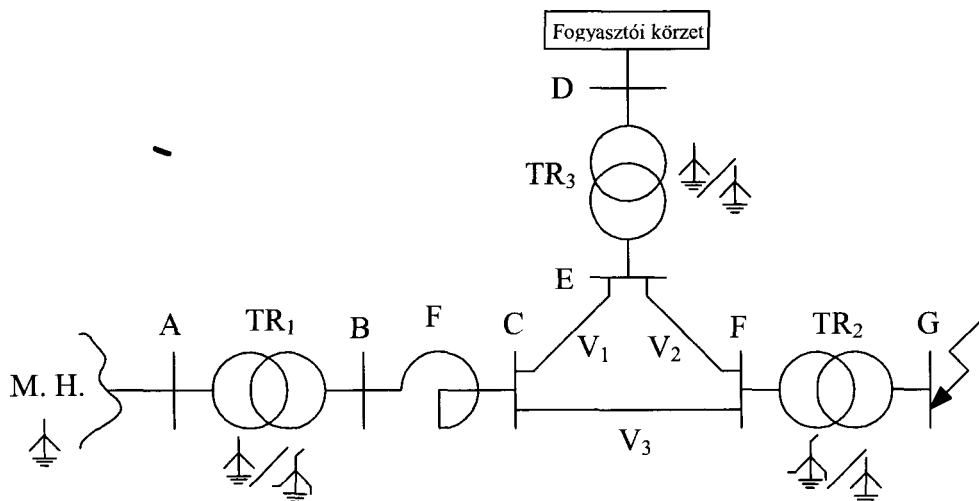 Fogyasztói körzet
D
TR₃
E
A
TR₁
B
F
C
V₁
V₂
F
TR₂
G
M. H.
V₃